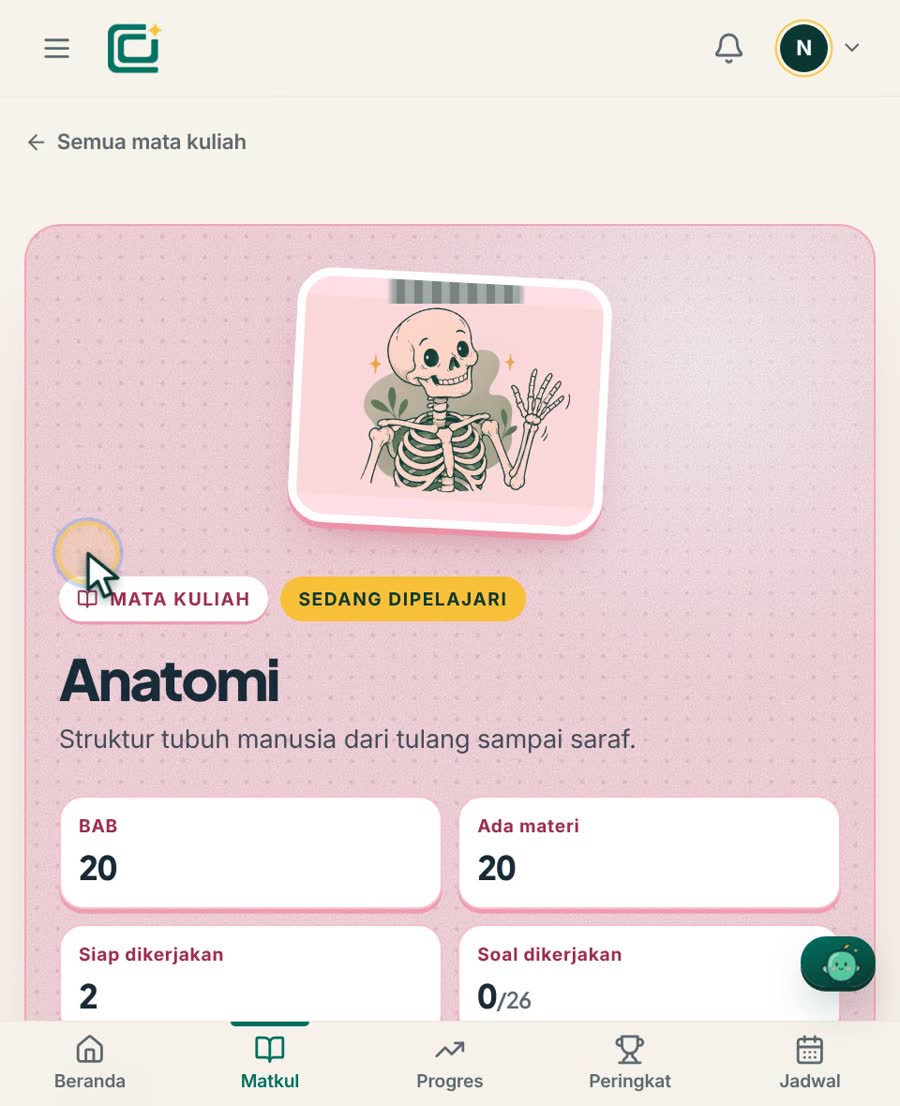 N
Semua mata kuliah
MATA KULIAH
SEDANG DIPELAJARI
Anatomi
Struktur tubuh manusia dari tulang sampai saraf.
BAB
20
Ada materi
20
Siap dikerjakan
2
Soal dikerjakan
0/26
Beranda
Matkul
Progres
Peringkat
Jadwal